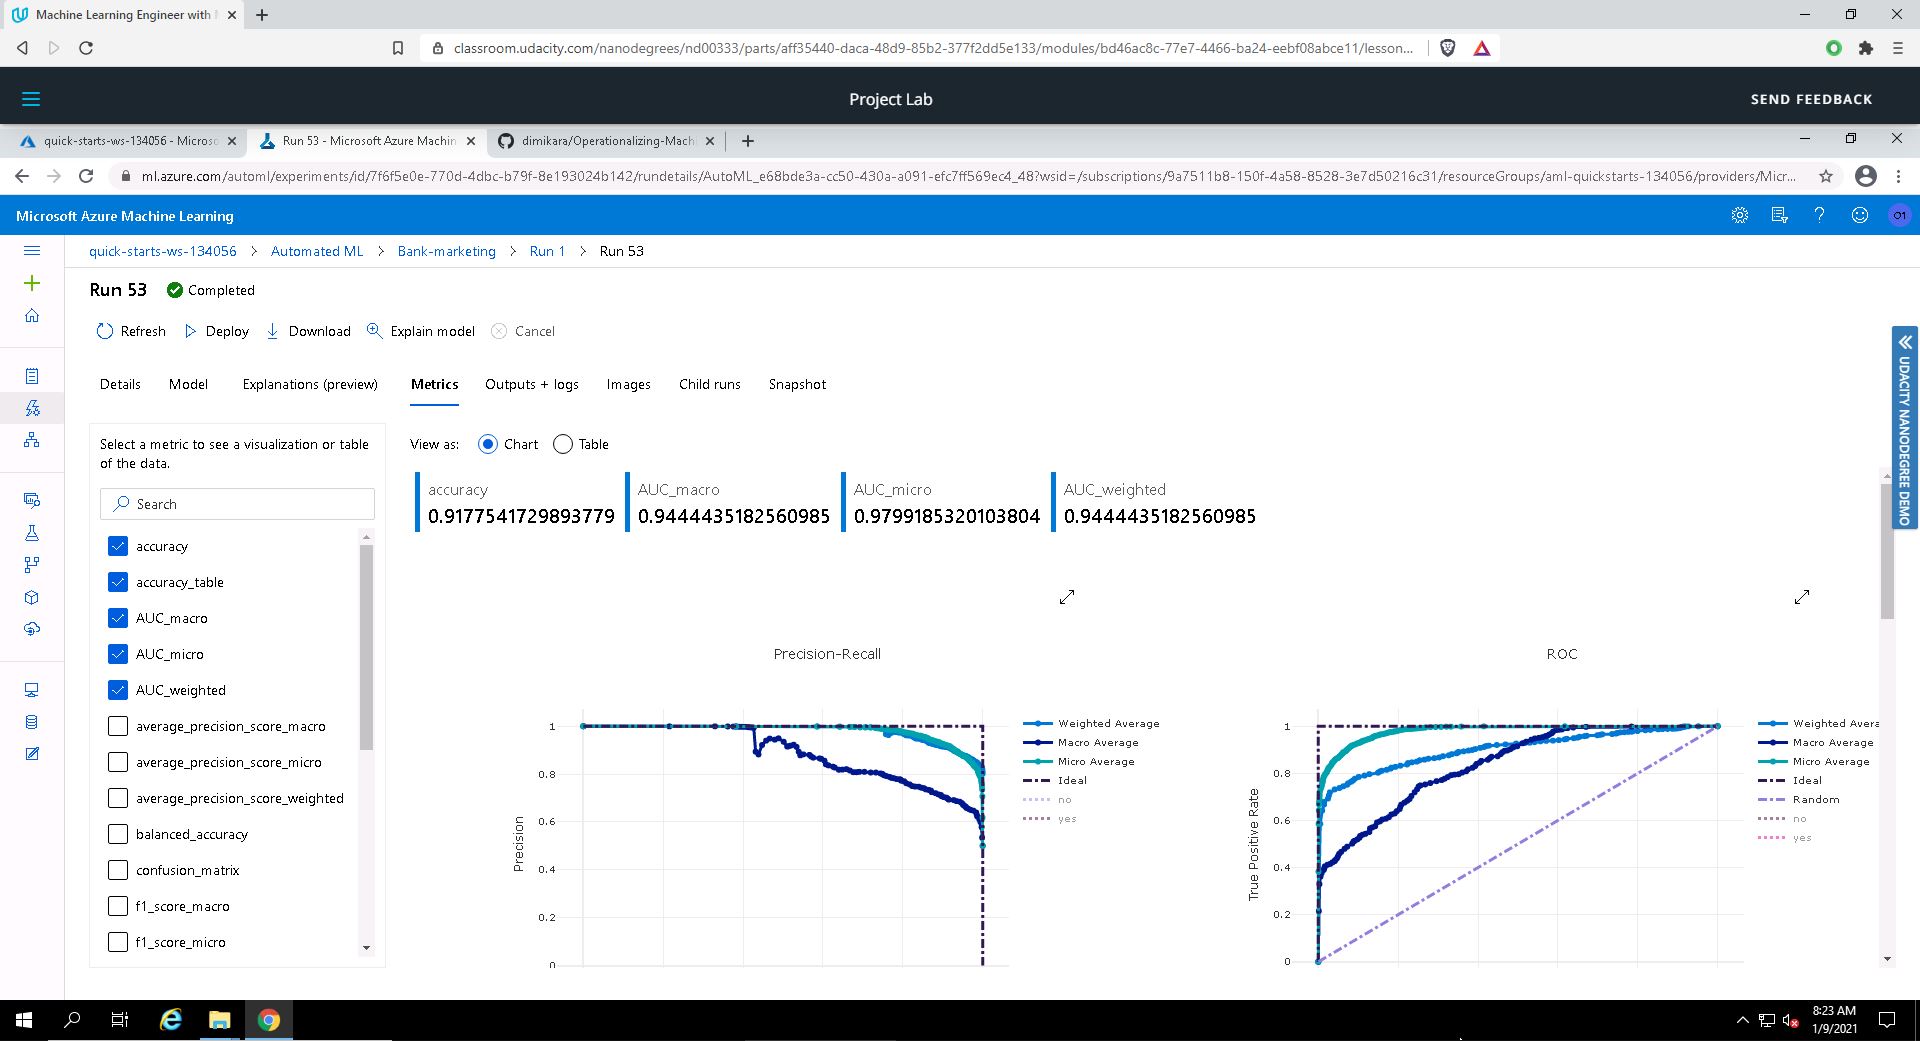 Machine Learning Engineer with
classroom.udacity.com/nanodegrees/nd00333/parts/aff35440-daca-48d9-85b2-377f2dd5e133/modules/bd46ac8c-77e7-4466-ba24-eebf08abce11/lesson...
Project Lab
SEND FEEDBACK
quick-starts-ws-134056 - Microso
Run 53 - Microsoft Azure Machin
dimikara/Operationalizing-Mach
ml.azure.com/automl/experiments/id/7f6f5e0e-770d-4dbc-b79f-8e193024b142/rundetails/AutoML_e68bde3a-cc50-430a-a091-efc7ff569ec4_48?wsid=/subscriptions/9a7511b8-150f-4a58-8528-3e7d50216c31/resourceGroups/aml-quickstarts-134056/providers/Micr...
Microsoft Azure Machine Learning
?
O1
quick-starts-ws-134056 > Automated ML > Bank-marketing > Run 1 > Run 53
Run 53 Completed
Refresh Deploy Download Explain model Cancel
UDACITY NANODEGREE DEMO
Details Model Explanations (preview) Metrics Outputs + logs Images Child runs Snapshot
Select a metric to see a visualization or table
of the data.
Search
accuracy
accuracy_table
AUC_macro
AUC_micro
AUC_weighted
average_precision_score_macro
average_precision_score_micro
average_precision_score_weighted
balanced_accuracy
confusion_matrix
f1_score_macro
f1_score_micro
View as: Chart Table
accuracy
0.9177541729893779
AUC_macro
0.9444435182560985
AUC_micro
0.9799185320103804
AUC_weighted
0.9444435182560985
Precision-Recall
Precision
1
0.8
0.6
0.4
0.2
0
Weighted Average
Macro Average
Micro Average
Ideal
no
yes
ROC
True Positive Rate
1
0.8
0.6
0.4
0.2
0
Weighted Avera
Macro Average
Micro Average
Ideal
Random
no
yes
8:23 AM
1/9/2021